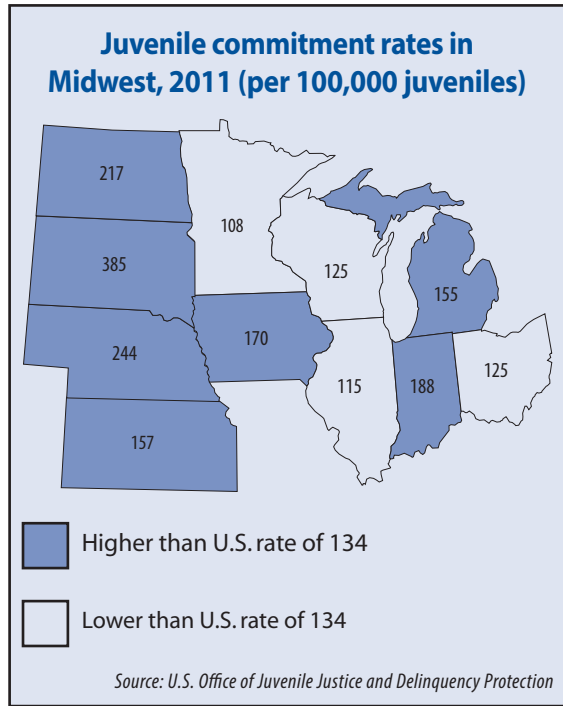 Juvenile commitment rates in
Midwest, 2011 (per 100,000 juveniles)
217
108
385
125
155
170
244
115
188
125
157
Higher than U.S. rate of 134
Lower than U.S. rate of 134
Source: U.S. Office of Juvenile Justice and Delinquency Protection